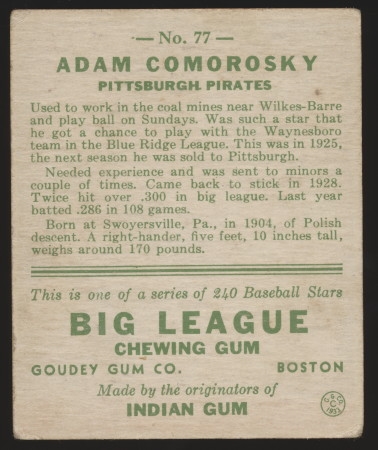 — No. 77 —
ADAM COMOROSKY
PITTSBURGH PIRATES
Used to work in the coal mines near Wilkes-Barre
and play ball on Sundays. Was such a star that
he got a chance to play with the Waynesboro
team in the Blue Ridge League. This was in 1925,
the next season he was sold to Pittsburgh.
Needed experience and was sent to minors a
couple of times. Came back to stick in 1928.
Twice hit over .300 in big league. Last year
batted .286 in 108 games.
Born at Swoyersville, Pa., in 1904, of Polish
descent. A right-hander, five feet, 10 inches tall,
weighs around 170 pounds.
This is one of a series of 240 Baseball Stars
BIG LEAGUE
CHEWING GUM
GOUDEY GUM CO. BOSTON
Made by the originators of
INDIAN GUM
G. G. Co.
C
1933